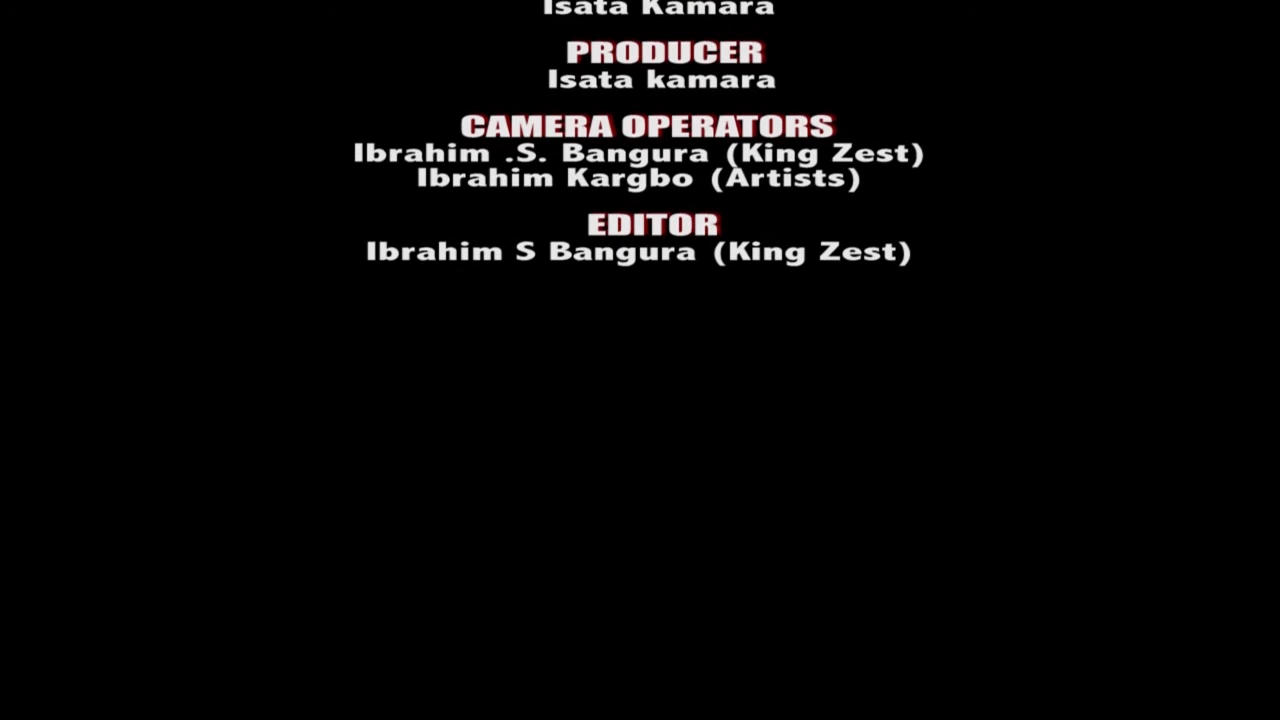 Isata Kamara
PRODUCER
Isata kamara
CAMERA OPERATORS
Ibrahim .S. Bangura (King Zest)
Ibrahim Kargbo (Artists)
EDITOR
Ibrahim S Bangura (King Zest)